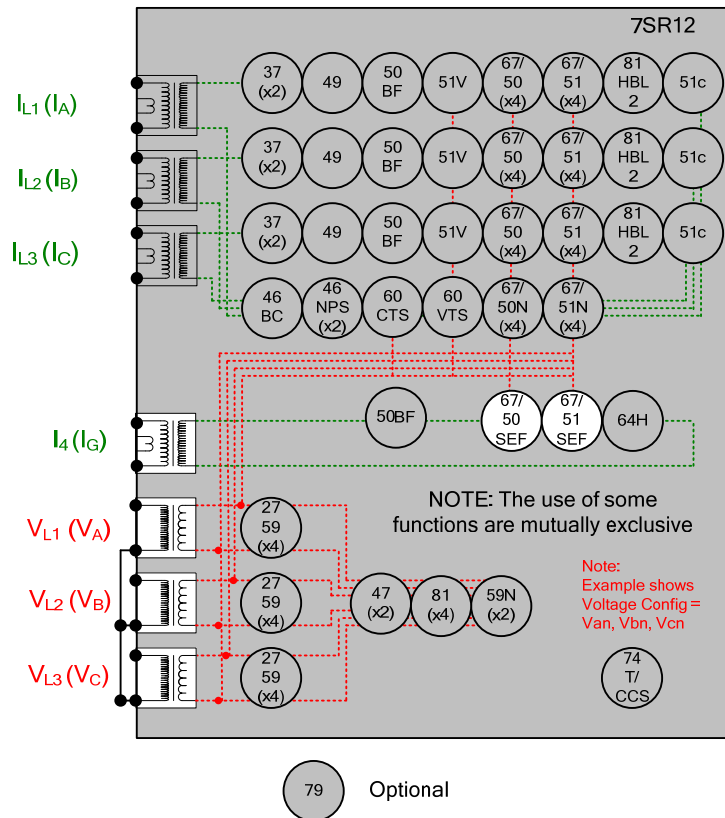 7SR12
IL1 (IA)
37
(x2)
49
50
BF
51V
67/
50
(x4)
67/
51
(x4)
81
HBL
2
51c
IL2 (IB)
37
(x2)
49
50
BF
51V
67/
50
(x4)
67/
51
(x4)
81
HBL
2
51c
IL3 (IC)
37
(x2)
49
50
BF
51V
67/
50
(x4)
67/
51
(x4)
81
HBL
2
51c
46
BC
46
NPS
(x2)
60
CTS
60
VTS
67/
50N
(x4)
67/
51N
(x4)
I4 (IG)
50BF
67/
50
SEF
67/
51
SEF
64H
NOTE: The use of some
functions are mutually exclusive
VL1 (VA)
27
59
(x4)
VL2 (VB)
27
59
(x4)
47
(x2)
81
(x4)
59N
(x2)
Note:
Example shows
Voltage Config =
Van, Vbn, Vcn
VL3 (VC)
27
59
(x4)
74
T/
CCS
79
Optional